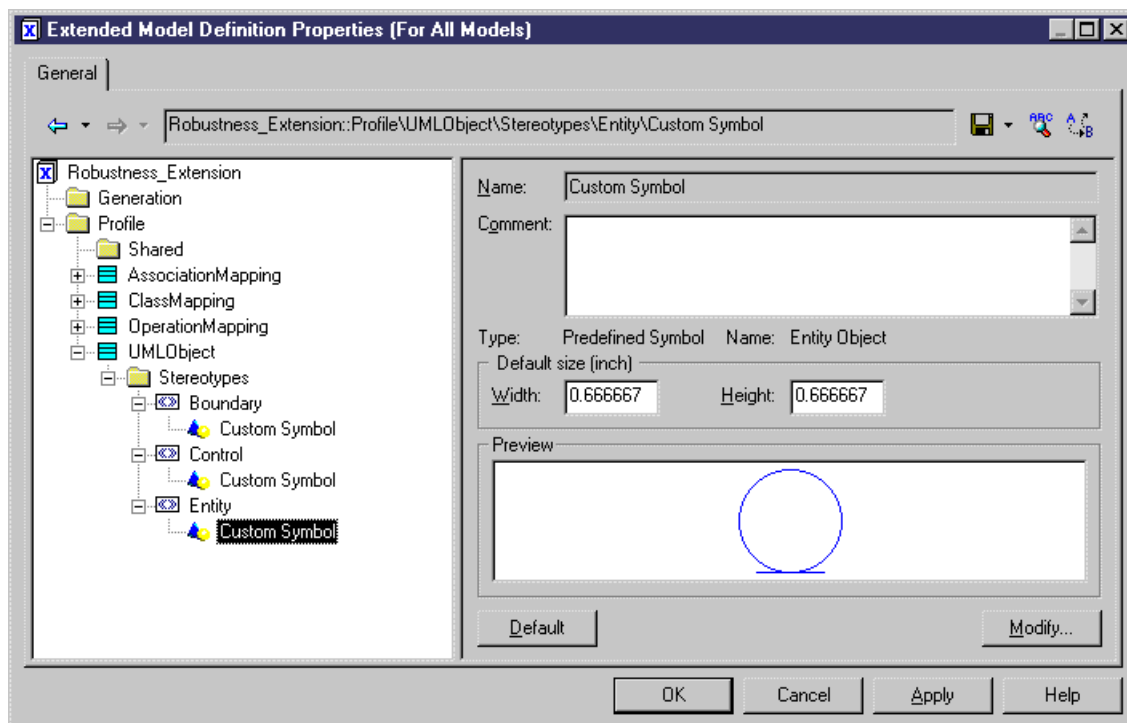 Extended Model Definition Properties (For All Models)
General
Robustness_Extension::Profile\UMLObject\Stereotypes\Entity\Custom Symbol
ABC
A B
Robustness_Extension
Generation
Profile
Shared
AssociationMapping
ClassMapping
OperationMapping
UMLObject
Stereotypes
Boundary
Custom Symbol
Control
Custom Symbol
Entity
Custom Symbol
Name: Custom Symbol
Comment:
Type: Predefined Symbol Name: Entity Object
Default size (inch)
Width: 0.666667 Height: 0.666667
Preview
Default Modify...
OK Cancel Apply Help